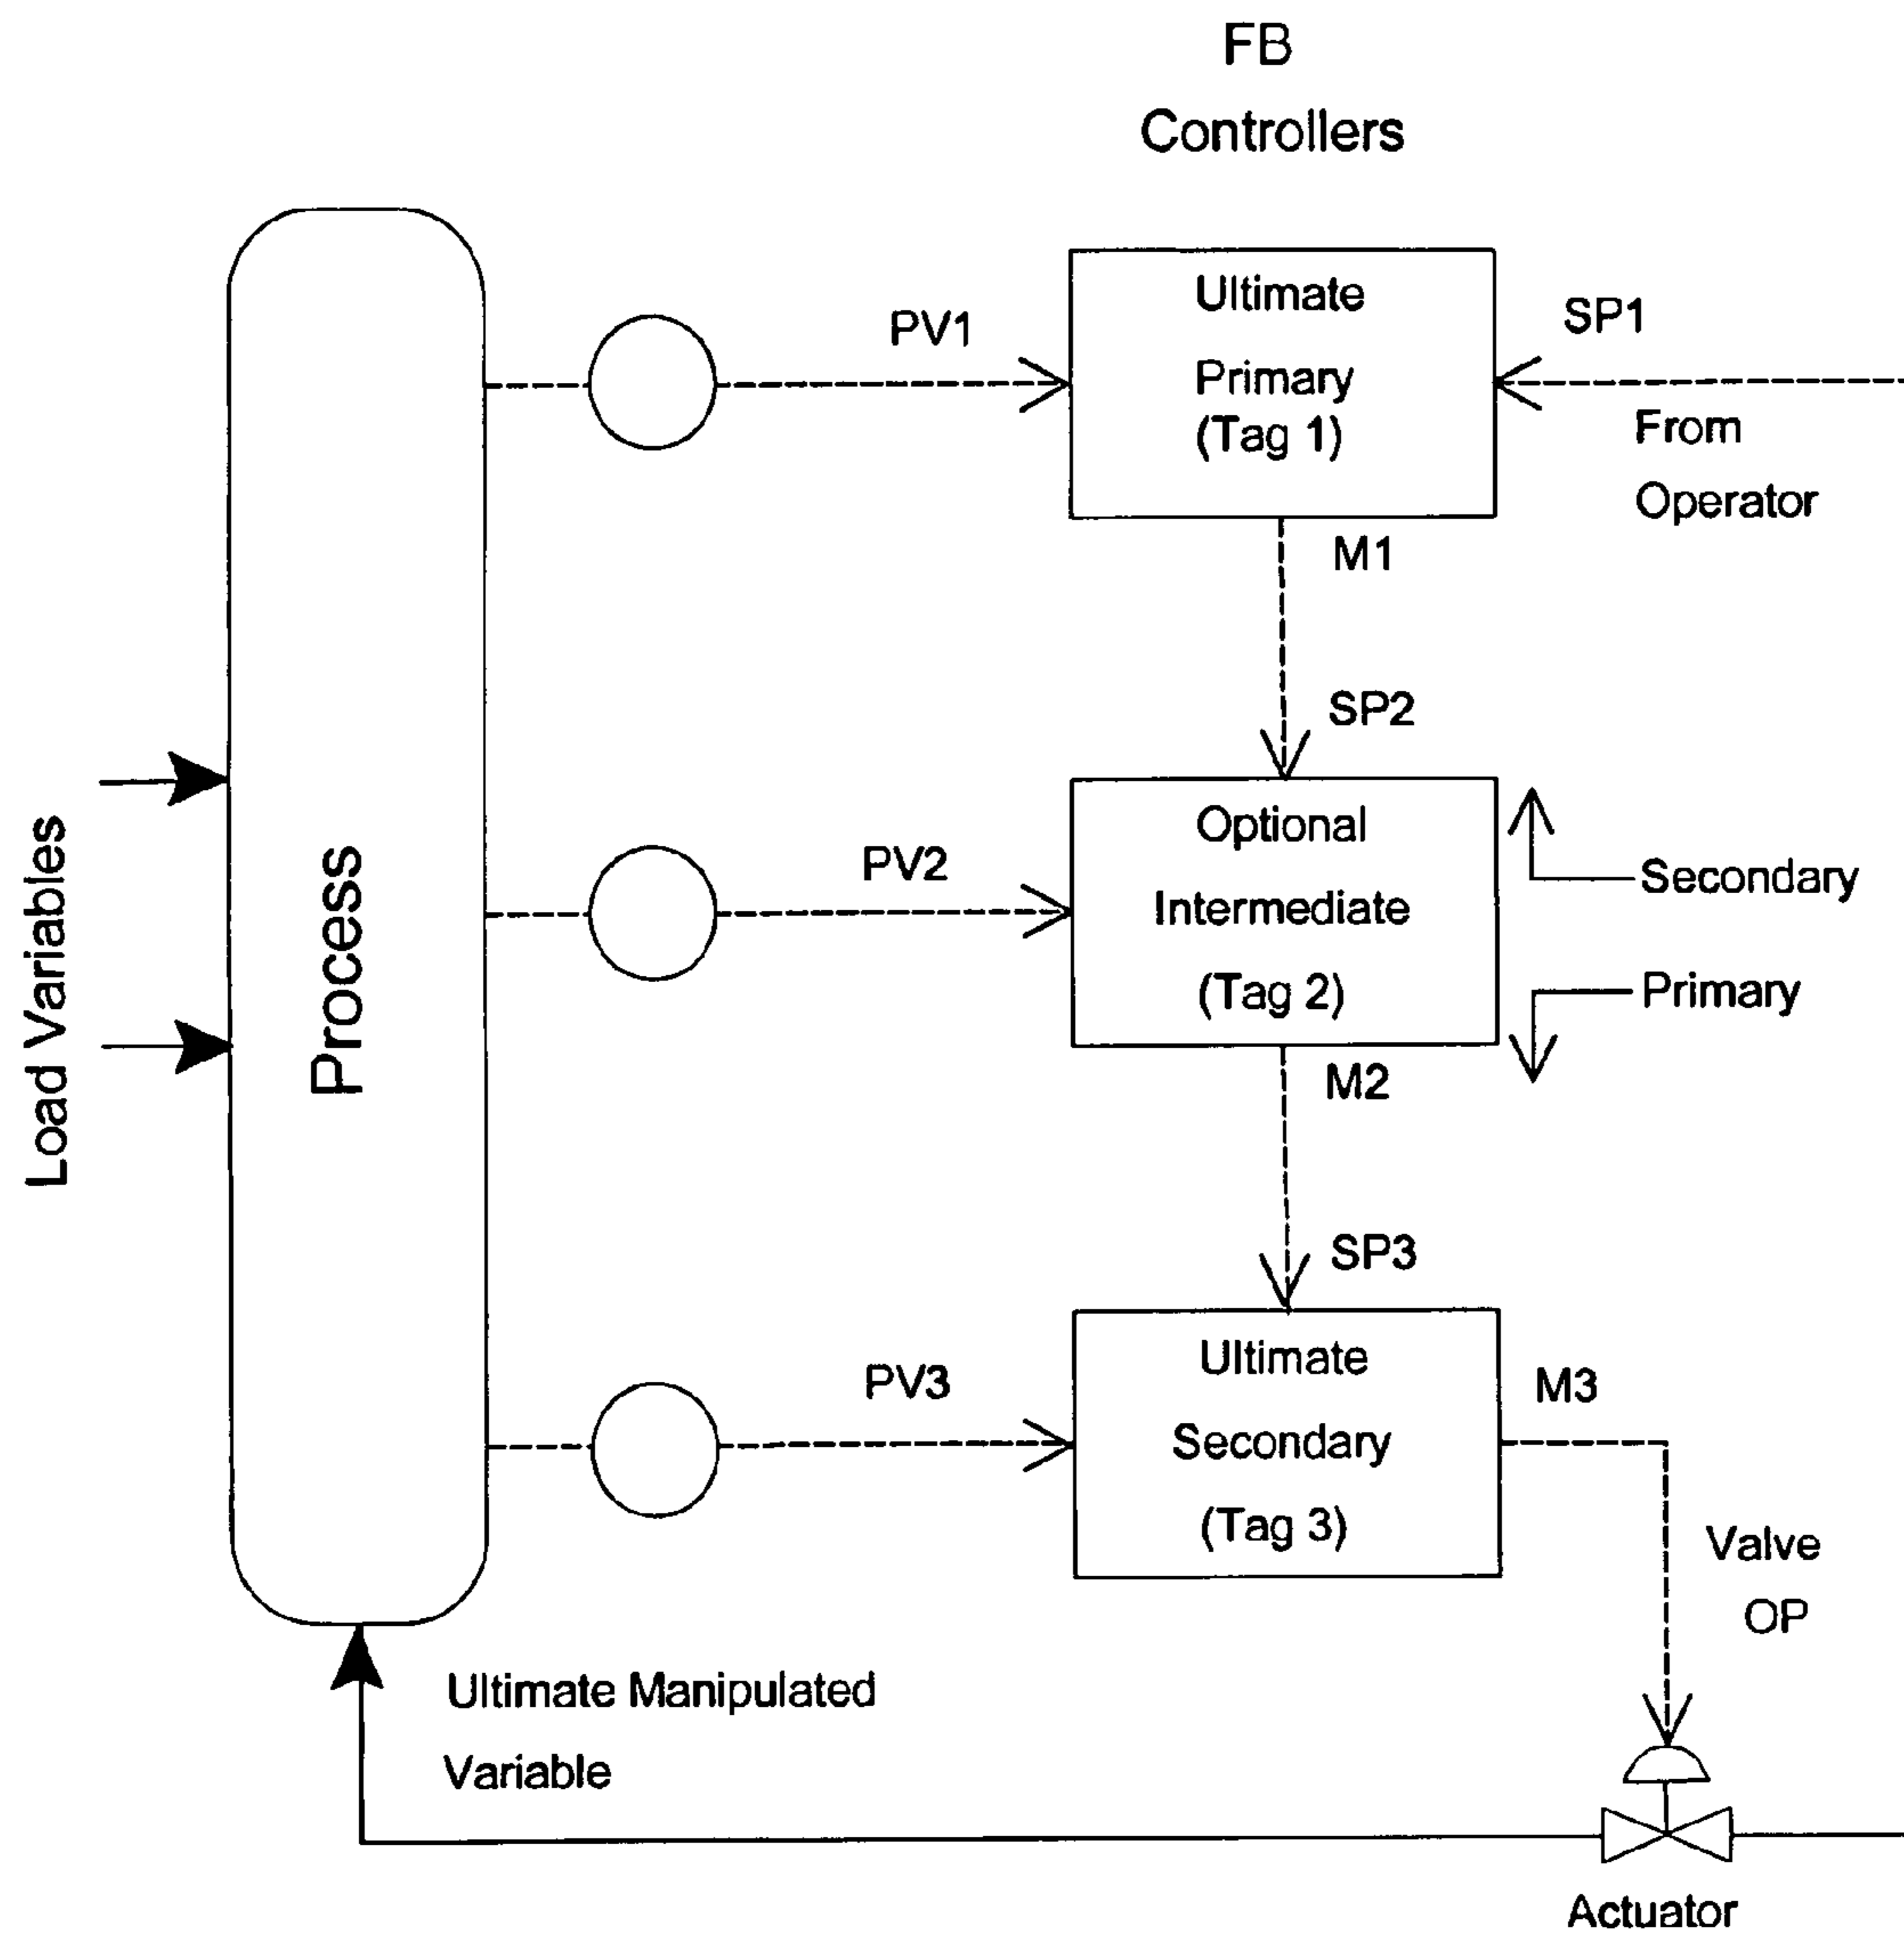 FB
Controllers
Ultimate
Primary
(Tag 1)
PV1
SP1
From
Operator
M1
SP2
Optional
Intermediate
(Tag 2)
PV2
Secondary
Primary
Load Variables
Process
M2
SP3
Ultimate
Secondary
(Tag 3)
PV3
M3
Valve
OP
Ultimate Manipulated
Variable
Actuator